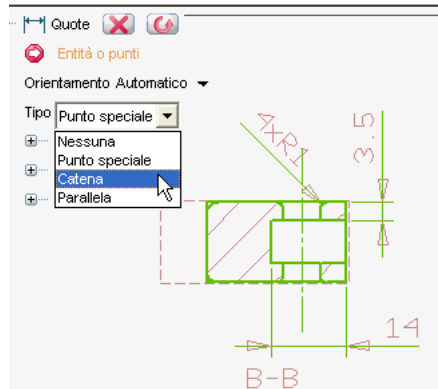 Quote
Entità o punti
Orientamento Automatico
Tipo Punto speciale
Nessuna
Punto speciale
Catena
Parallela
4xR1
3.5
14
B-B